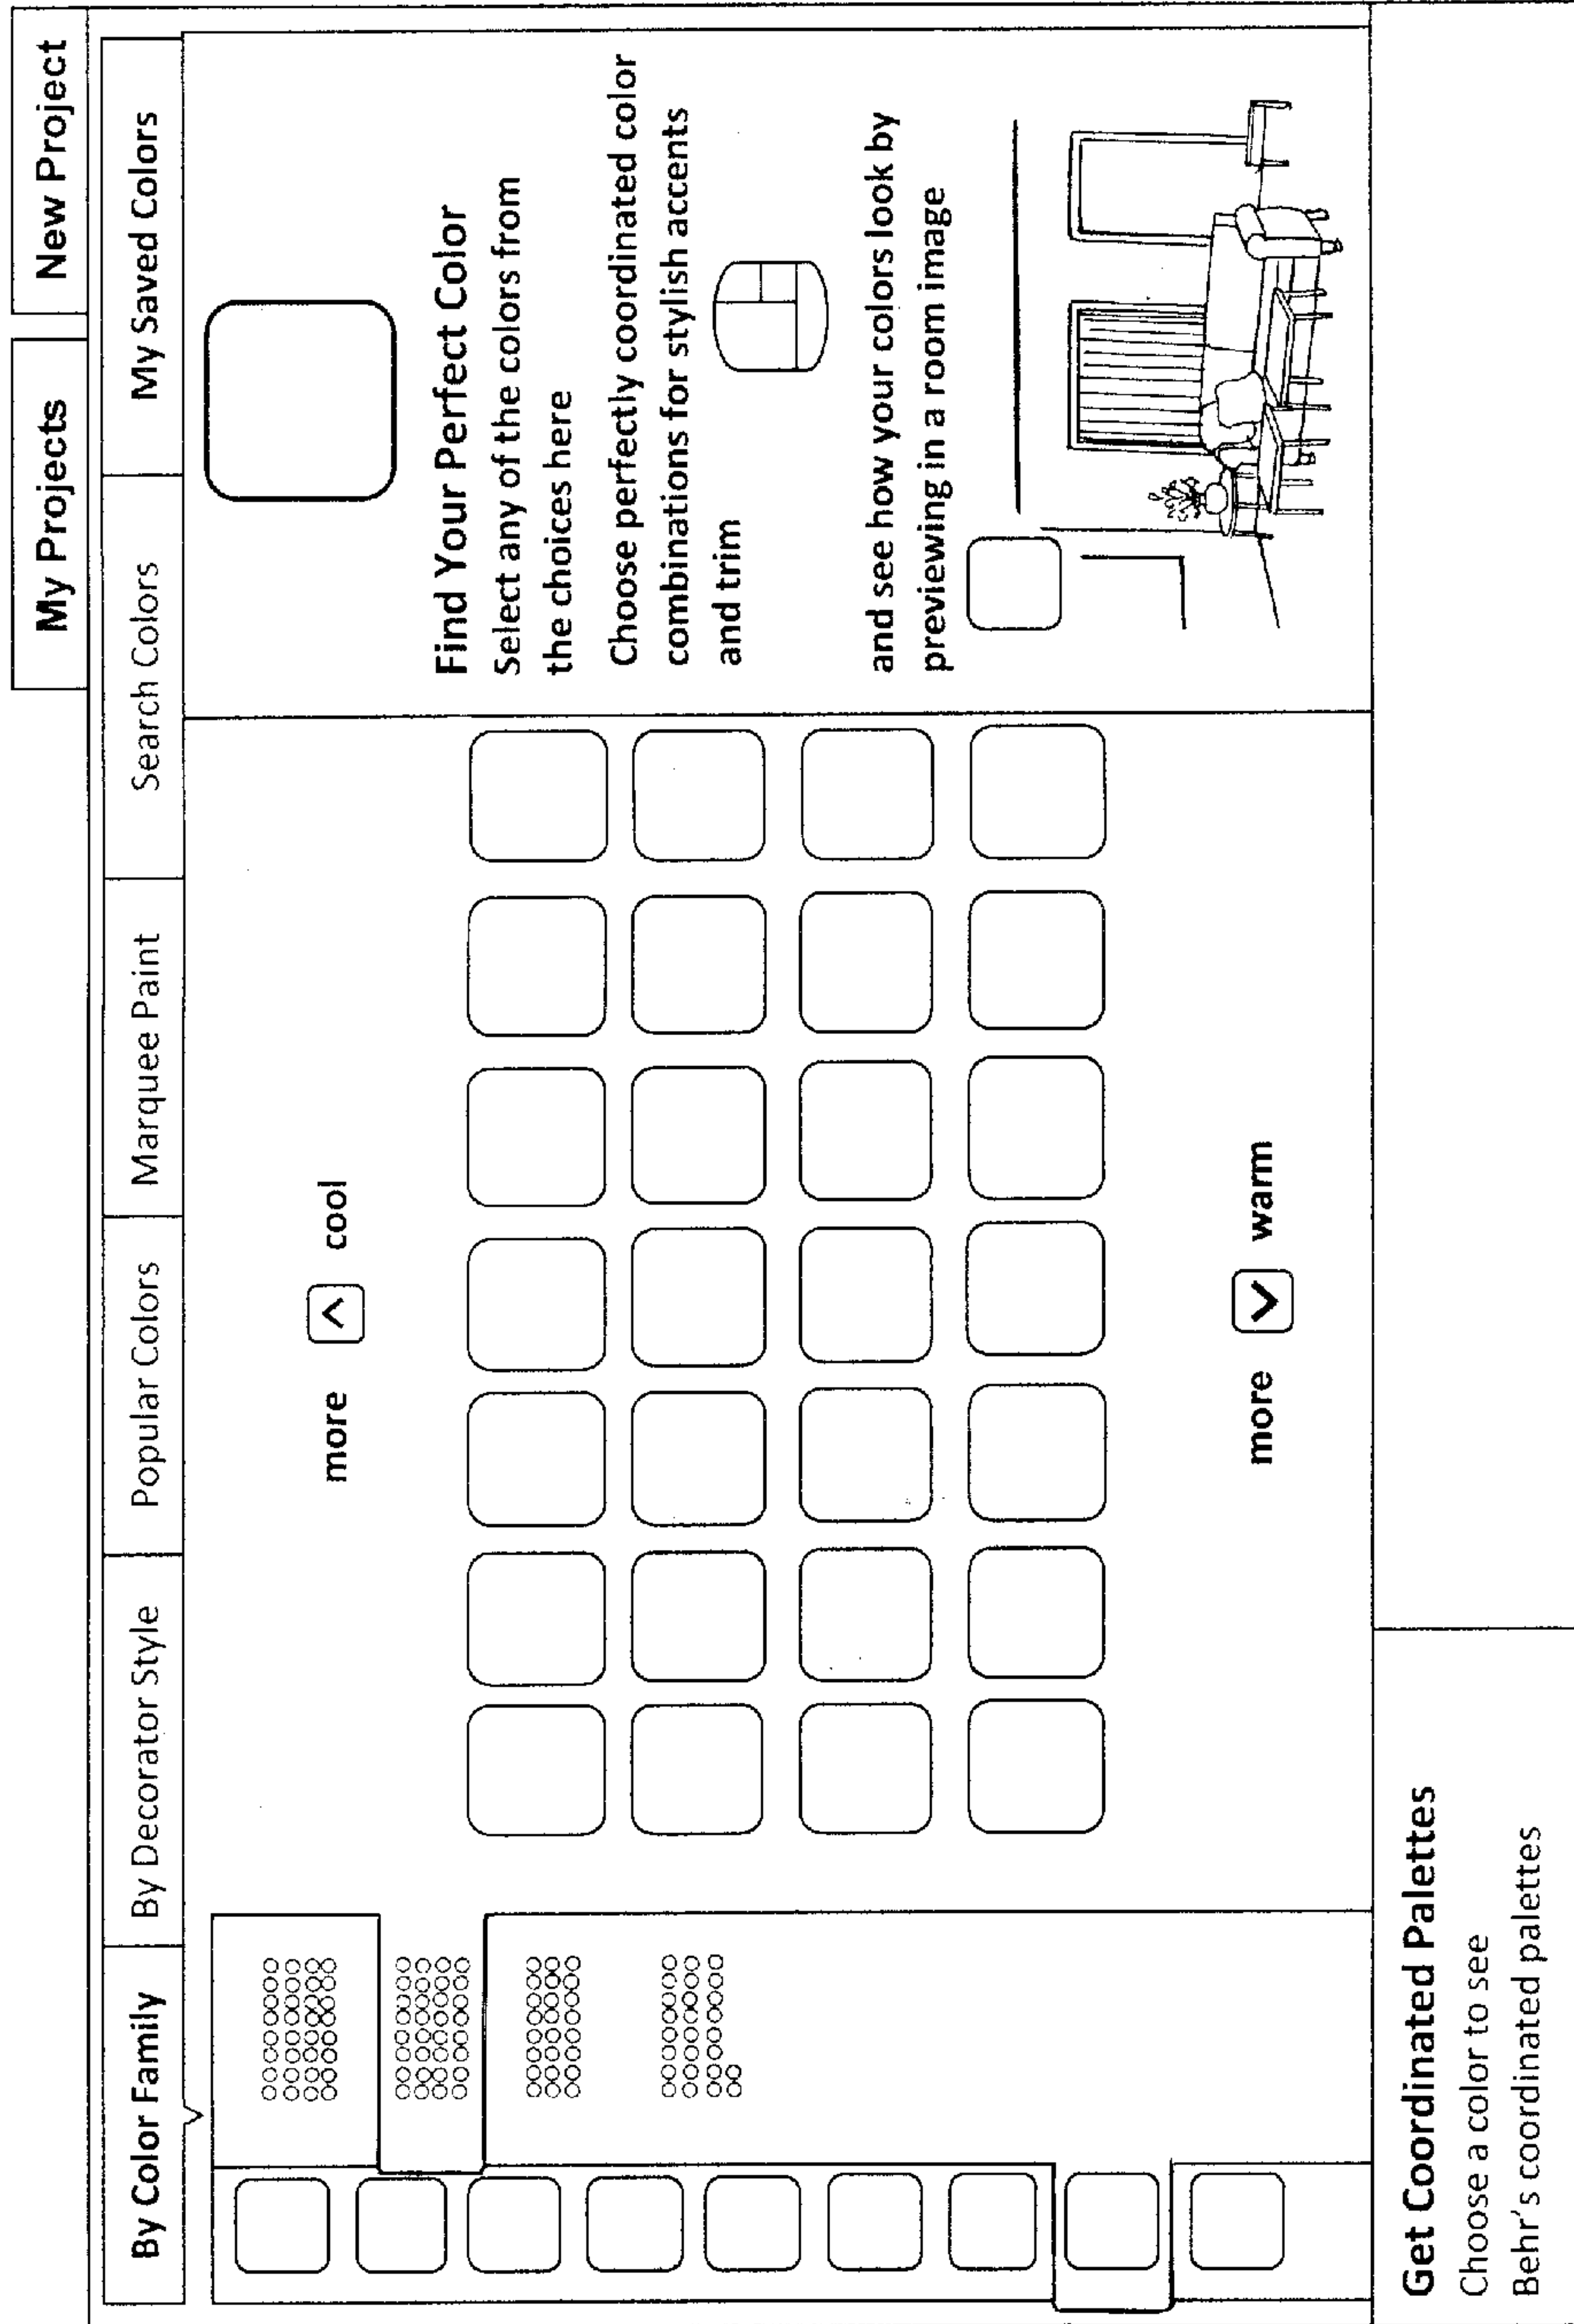 My Projects
New Project
By Color Family
By Decorator Style
Popular Colors
Marquee Paint
Search Colors
My Saved Colors
more ^ cool
more v warm
Find Your Perfect Color
Select any of the colors from
the choices here
Choose perfectly coordinated color
combinations for stylish accents
and trim
and see how your colors look by
previewing in a room image
Get Coordinated Palettes
Choose a color to see
Behr's coordinated palettes